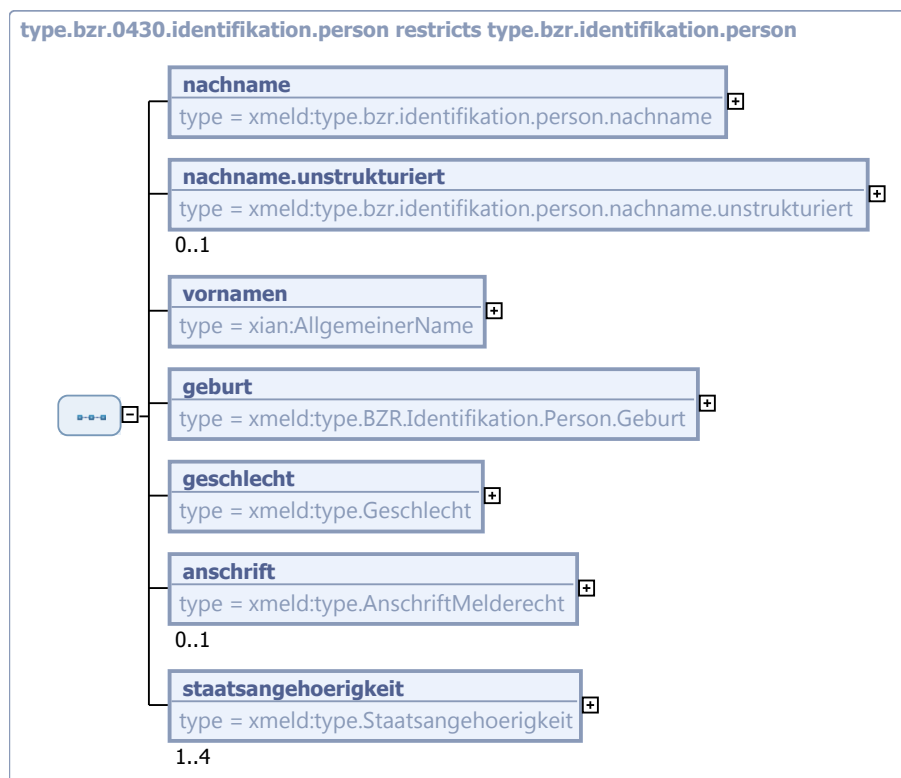 type.bzr.0430.identifikation.person restricts type.bzr.identifikation.person
nachname
type = xmeld:type.bzr.identifikation.person.nachname
nachname.unstrukturiert
type = xmeld:type.bzr.identifikation.person.nachname.unstrukturiert
0..1
vornamen
type = xian:AllgemeinerName
geburt
type = xmeld:type.BZR.Identifikation.Person.Geburt
geschlecht
type = xmeld:type.Geschlecht
anschrift
type = xmeld:type.AnschriftMelderecht
0..1
staatsangehoerigkeit
type = xmeld:type.Staatsangehoerigkeit
1..4